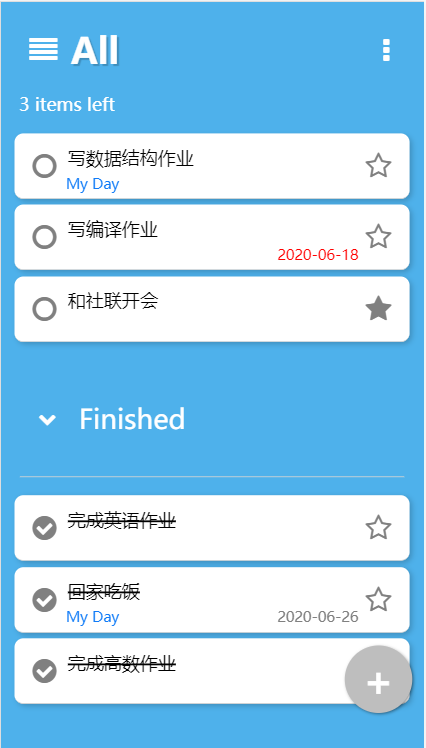 All
3 items left
写数据结构作业
My Day
写编译作业
2020-06-18
和社联开会
Finished
完成英语作业
回家吃饭
My Day
2020-06-26
完成高数作业